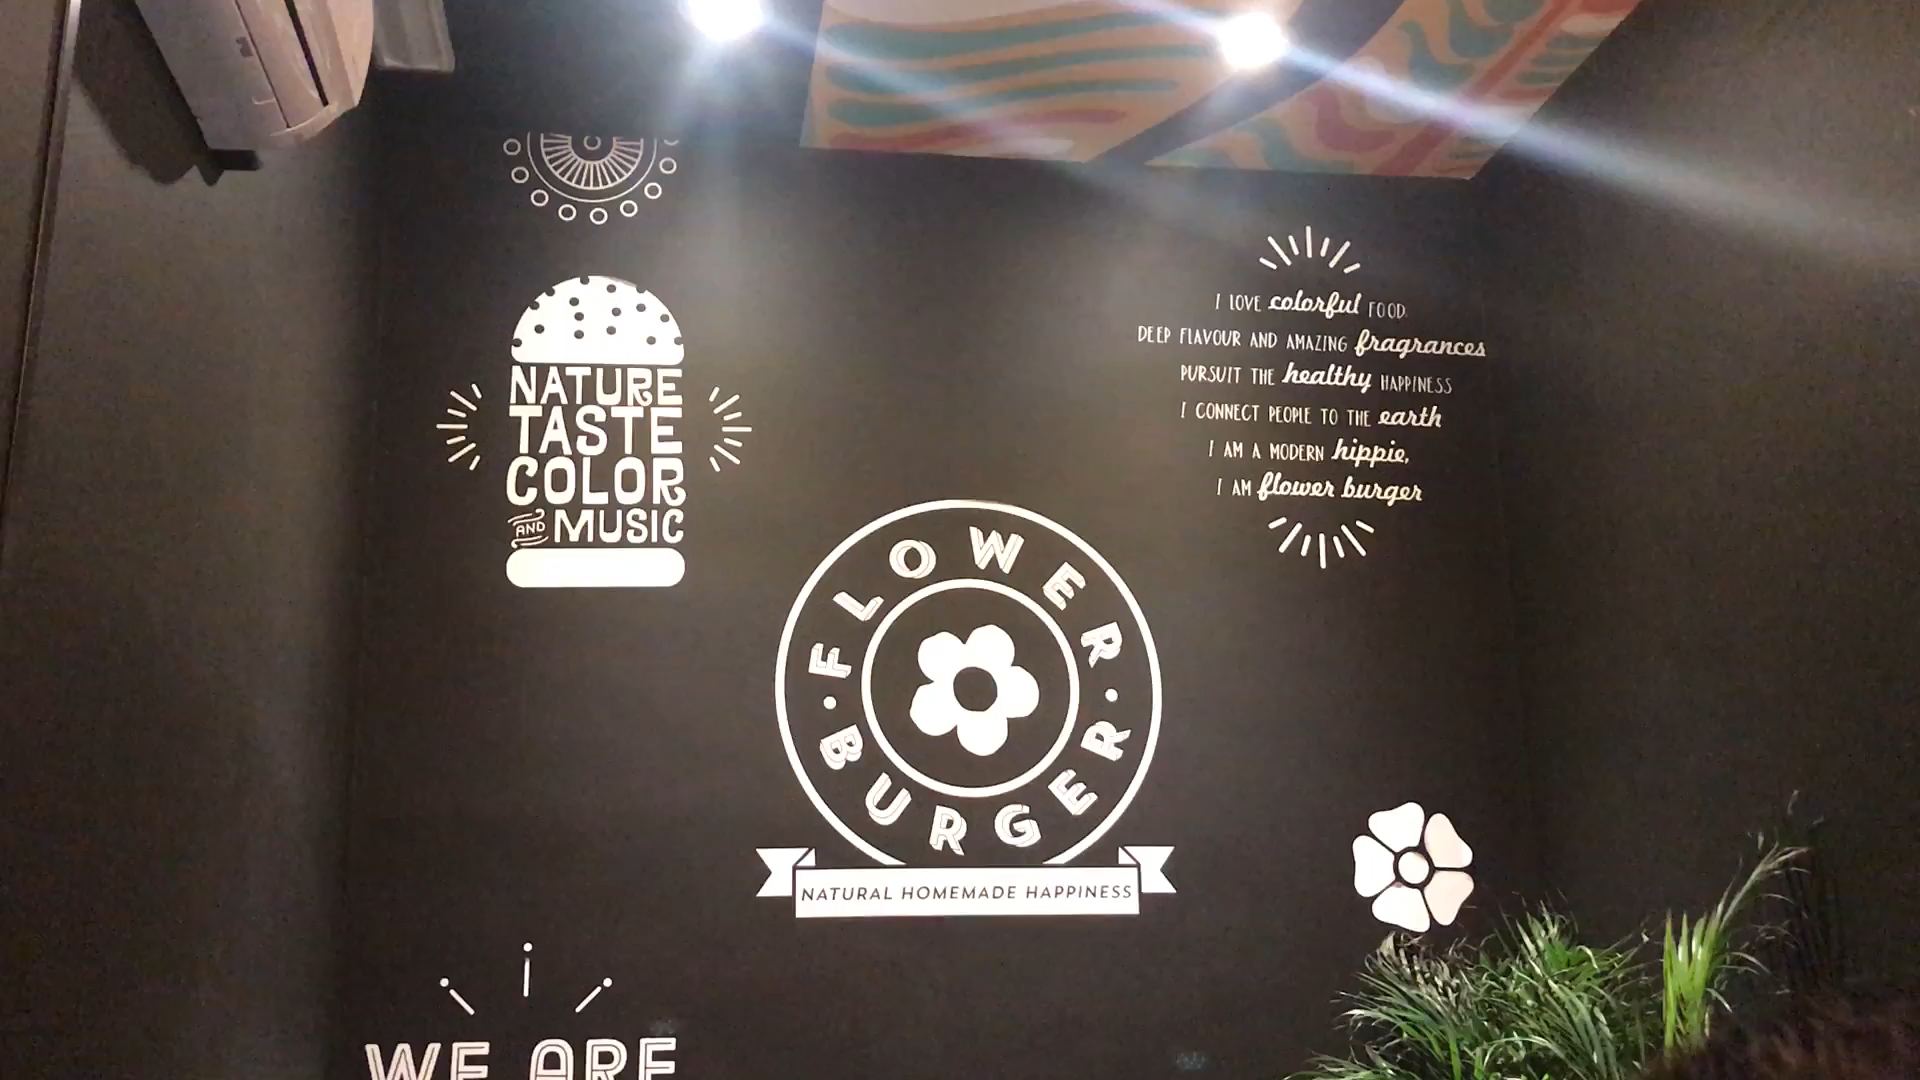 NATURE
TASTE
COLOR
AND MUSIC
I LOVE colorful FOOD
DEEP FLAVOUR AND AMAZING fragrances
PURSUIT THE healthy HAPPINESS
I CONNECT PEOPLE TO THE earth
I AM A MODERN hippie,
I AM flower burger
FLOWER
BURGER
NATURAL HOMEMADE HAPPINESS
WE ARE